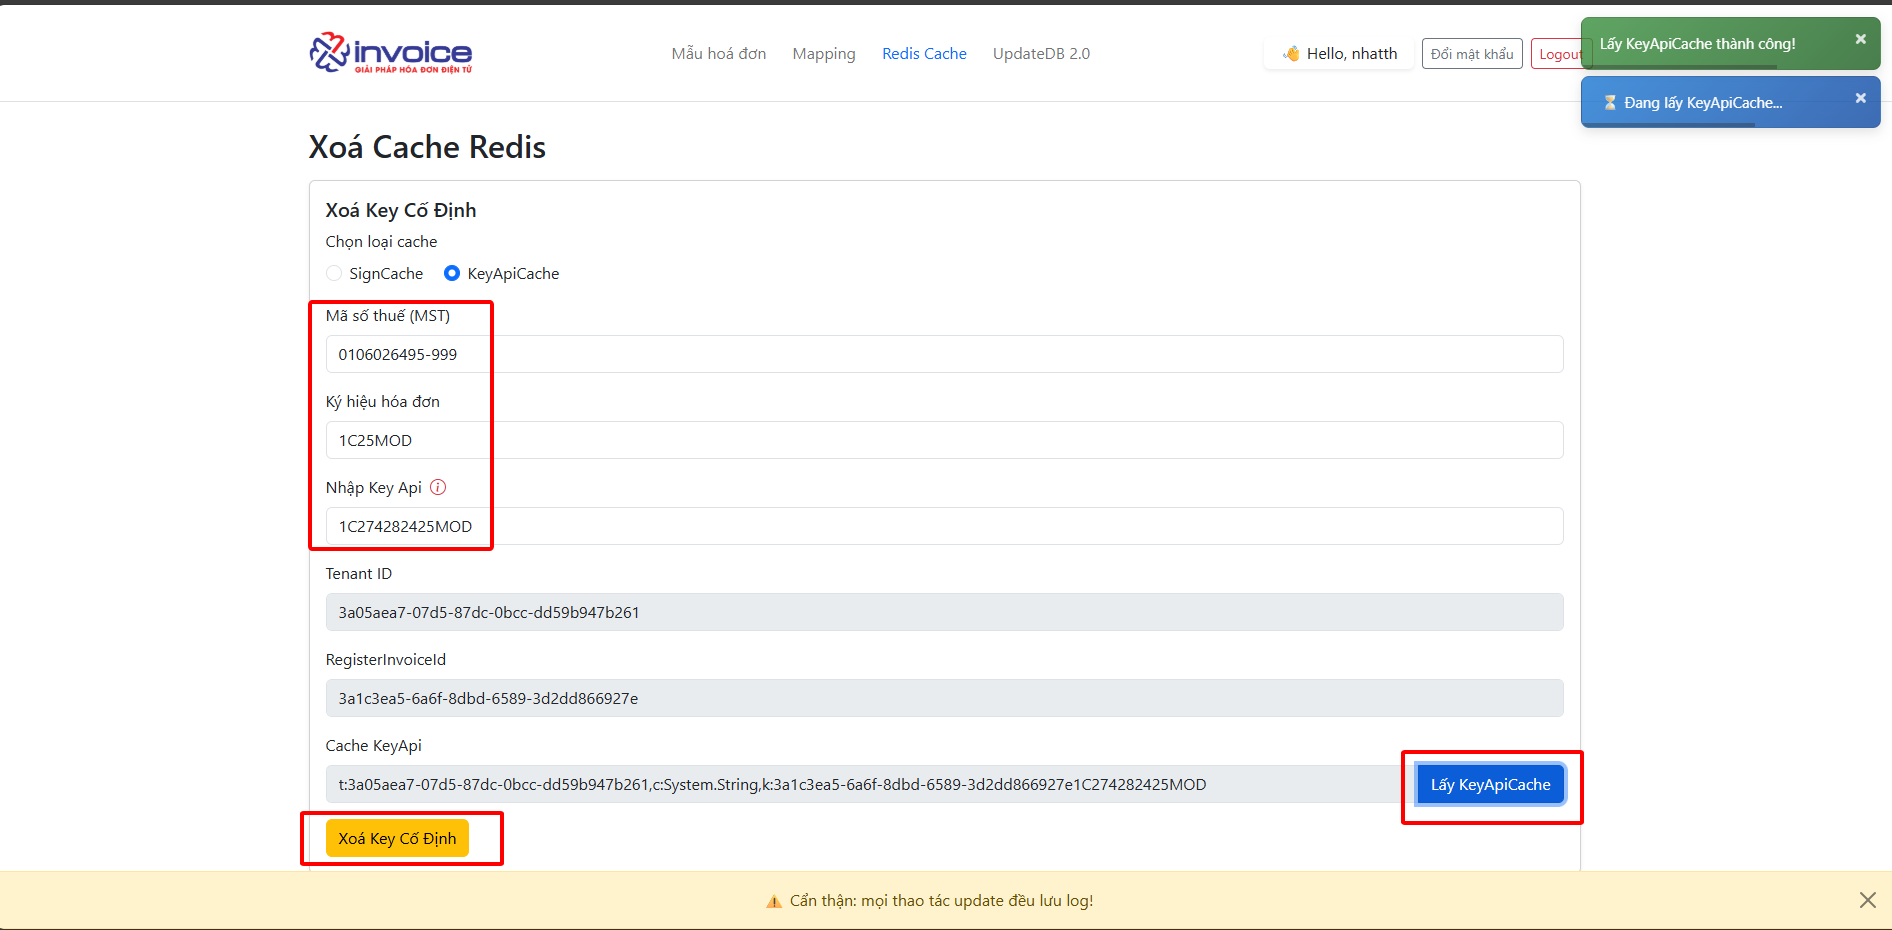 invoice
GIẢI PHÁP HÓA ĐƠN ĐIỆN TỬ
Mẫu hoá đơn
Mapping
Redis Cache
UpdateDB 2.0
👋 Hello, nhatth
Đổi mật khẩu
Logout
Lấy KeyApiCache thành công!
⏳ Đang lấy KeyApiCache...
Xoá Cache Redis
Xoá Key Cố Định
Chọn loại cache
SignCache
KeyApiCache
Mã số thuế (MST)
0106026495-999
Ký hiệu hóa đơn
1C25MOD
Nhập Key Api
1C274282425MOD
Tenant ID
3a05aea7-07d5-87dc-0bcc-dd59b947b261
RegisterInvoiceId
3a1c3ea5-6a6f-8dbd-6589-3d2dd866927e
Cache KeyApi
t:3a05aea7-07d5-87dc-0bcc-dd59b947b261,c:System.String,k:3a1c3ea5-6a6f-8dbd-6589-3d2dd866927e1C274282425MOD
Lấy KeyApiCache
Xoá Key Cố Định
⚠️ Cẩn thận: mọi thao tác update đều lưu log!